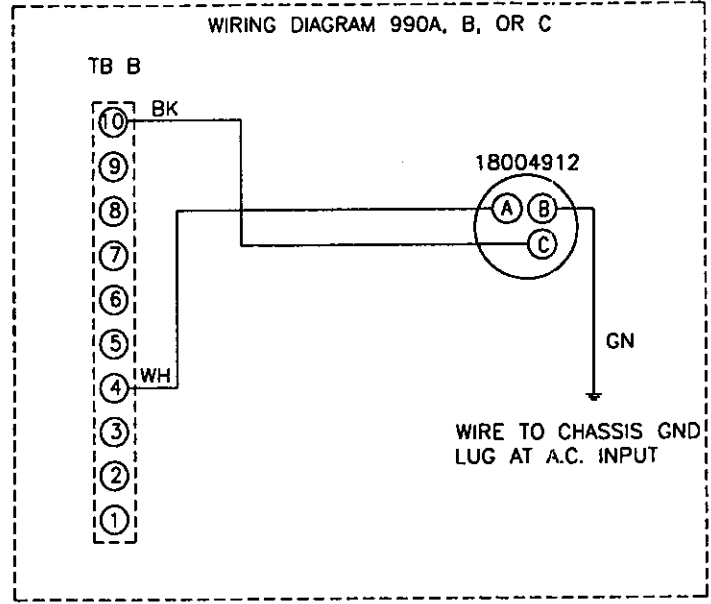 WIRING DIAGRAM 990A, B, OR C
TB B
10
BK
9
18004912
8
A
B
7
C
6
5
GN
4
WH
3
WIRE TO CHASSIS GND
LUG AT A.C. INPUT
2
1